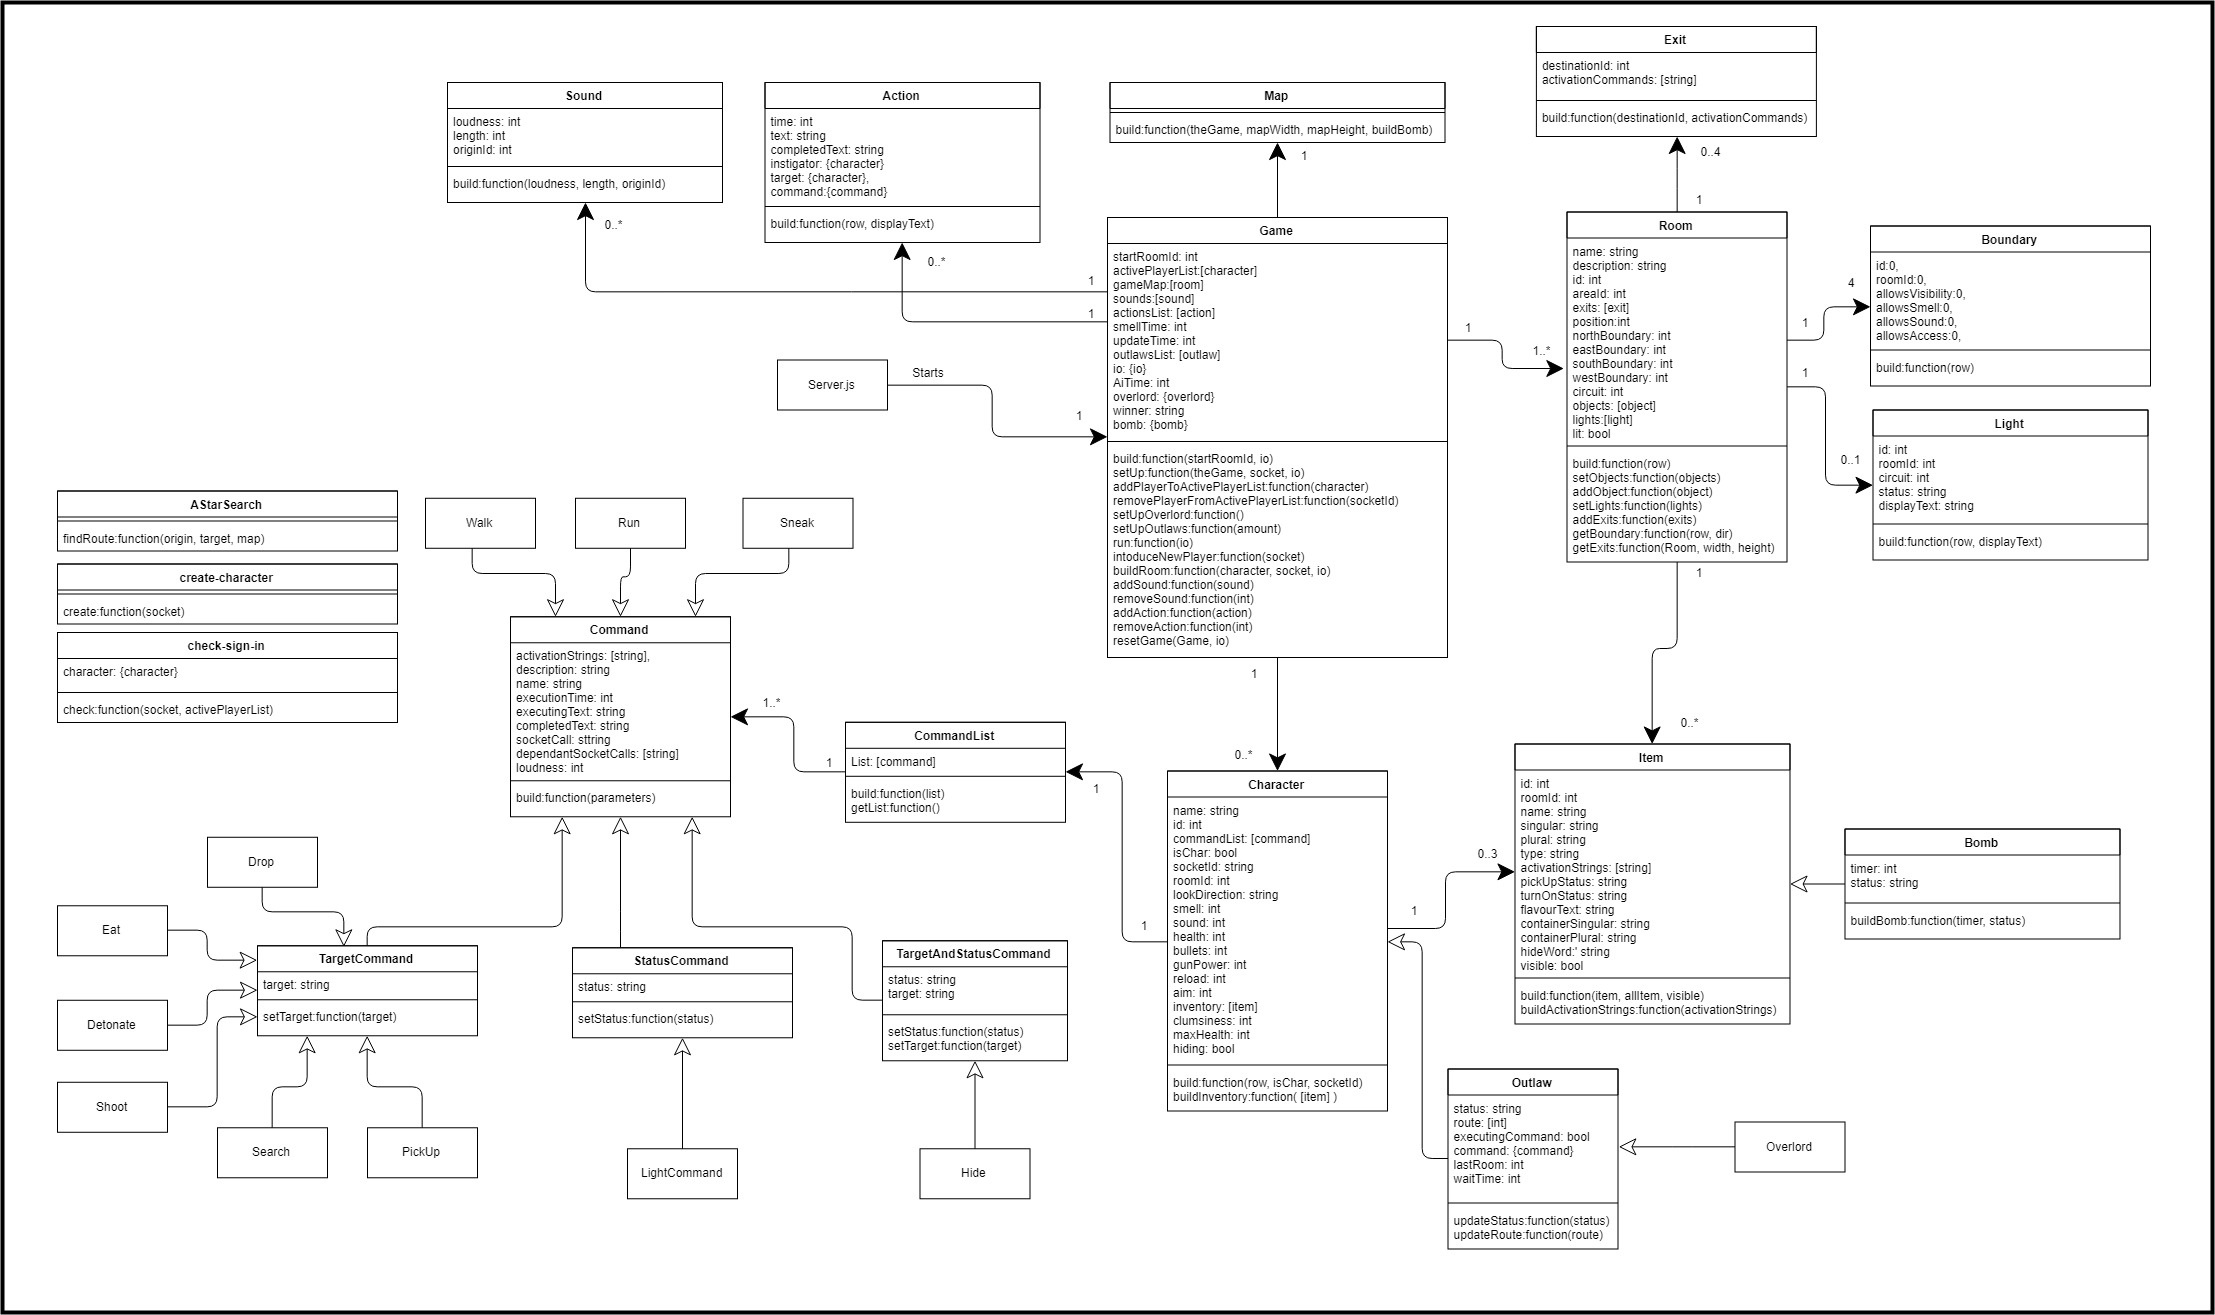 Exit
destinationId: int
activationCommands: [string]
build:function(destinationId, activationCommands)
0..4
1
Sound
loudness: int
length: int
originId: int
build:function(loudness, length, originId)
0..*
Action
time: int
text: string
completedText: string
instigator: {character}
target: {character},
command:{command}
build:function(row, displayText)
0..*
Map
build:function(theGame, mapWidth, mapHeight, buildBomb)
1
Game
startRoomId: int
activePlayerList:[character]
gameMap:[room]
sounds:[sound]
actionsList: [action]
smellTime: int
updateTime: int
outlawsList: [outlaw]
io: {io}
AiTime: int
overlord: {overlord}
winner: string
bomb: {bomb}
build:function(startRoomId, io)
setUp:function(theGame, socket, io)
addPlayerToActivePlayerList:function(character)
removePlayerFromActivePlayerList:function(socketId)
setUpOverlord:function()
setUpOutlaws:function(amount)
run:function(io)
intoduceNewPlayer:function(socket)
buildRoom:function(character, socket, io)
addSound:function(sound)
removeSound:function(int)
addAction:function(action)
removeAction:function(int)
resetGame(Game, io)
1
1
1
1..*
Server.js
Starts
1
1
0..*
Room
name: string
description: string
id: int
areaId: int
exits: [exit]
position:int
northBoundary: int
eastBoundary: int
southBoundary: int
westBoundary: int
circuit: int
objects: [object]
lights:[light]
lit: bool
build:function(row)
setObjects:function(objects)
addObject:function(object)
setLights:function(lights)
addExits:function(exits)
getBoundary:function(row, dir)
getExits:function(Room, width, height)
1
4
1
0..1
1
0..*
Boundary
id:0,
roomId:0,
allowsVisibility:0,
allowsSmell:0,
allowsSound:0,
allowsAccess:0,
build:function(row)
Light
id: int
roomId: int
circuit: int
status: string
displayText: string
build:function(row, displayText)
AStarSearch
findRoute:function(origin, target, map)
create-character
create:function(socket)
check-sign-in
character: {character}
check:function(socket, activePlayerList)
Walk
Run
Sneak
Command
activationStrings: [string],
description: string
name: string
executionTime: int
executingText: string
completedText: string
socketCall: sttring
dependantSocketCalls: [string]
loudness: int
build:function(parameters)
1..*
1
CommandList
List: [command]
build:function(list)
getList:function()
1
1
Character
name: string
id: int
commandList: [command]
isChar: bool
socketId: string
roomId: int
lookDirection: string
smell: int
sound: int
health: int
bullets: int
gunPower: int
reload: int
aim: int
inventory: [item]
clumsiness: int
maxHealth: int
hiding: bool
build:function(row, isChar, socketId)
buildInventory:function( [item] )
1
0..3
Item
id: int
roomId: int
name: string
singular: string
plural: string
type: string
activationStrings: [string]
pickUpStatus: string
turnOnStatus: string
flavourText: string
containerSingular: string
containerPlural: string
hideWord:' string
visible: bool
build:function(item, allItem, visible)
buildActivationStrings:function(activationStrings)
Bomb
timer: int
status: string
buildBomb:function(timer, status)
Drop
Eat
Detonate
Shoot
TargetCommand
target: string
setTarget:function(target)
Search
PickUp
StatusCommand
status: string
setStatus:function(status)
LightCommand
TargetAndStatusCommand
status: string
target: string
setStatus:function(status)
setTarget:function(target)
Hide
Outlaw
status: string
route: [int]
executingCommand: bool
command: {command}
lastRoom: int
waitTime: int
updateStatus:function(status)
updateRoute:function(route)
Overlord